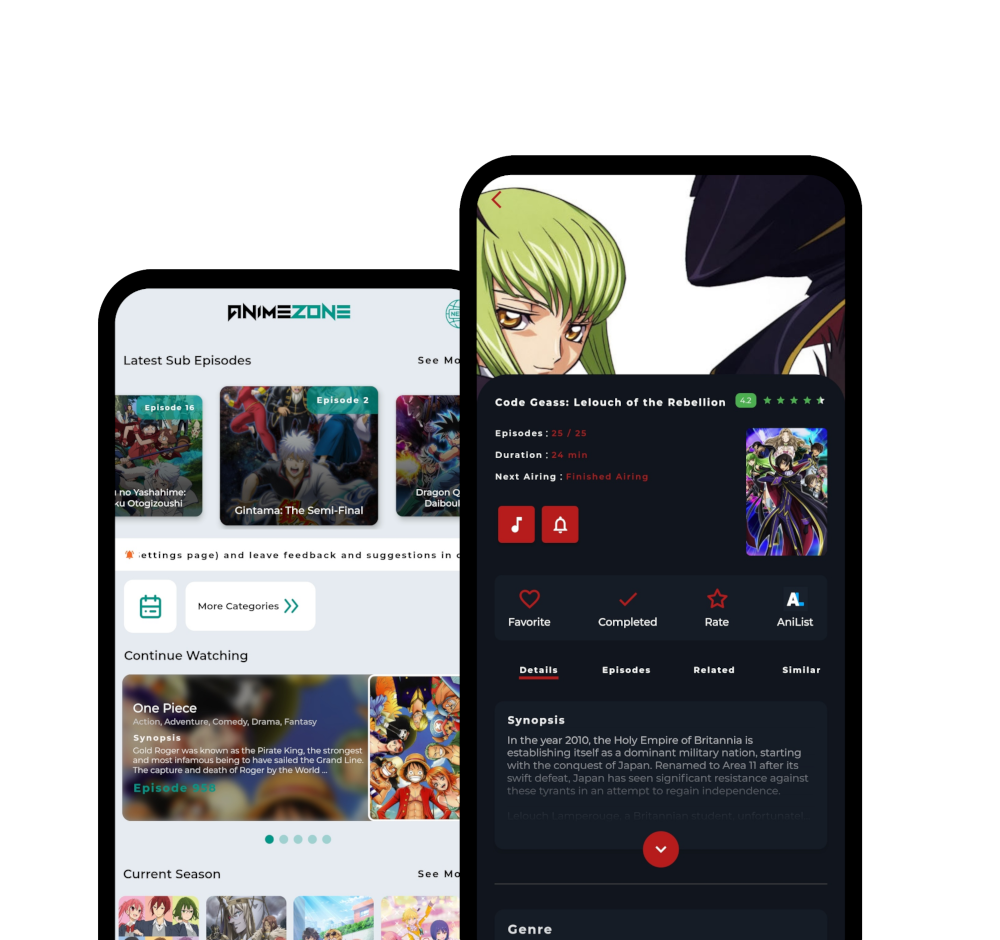 ANIMEZONE
Latest Sub Episodes
See Mo
Episode 16
no Yashahime:
ku Otogizoushi
Episode 2
Gintama: The Semi-Final
Dragon Q
Daibou
ettings page) and leave feedback and suggestions in
More Categories
Continue Watching
One Piece
Action, Adventure, Comedy, Drama, Fantasy
Synopsis
Gold Roger was known as the Pirate King, the strongest
and most infamous being to have sailed the Grand Line.
The capture and death of Roger by the World ...
Episode
Current Season
See Mo
Code Geass: Lelouch of the Rebellion
4.2
Episodes : 25 / 25
Duration : 24 min
Next Airing : Finished Airing
Favorite
Completed
Rate
AL
AniList
Details
Episodes
Related
Similar
Synopsis
In the year 2010, the Holy Empire of Britannia is
establishing itself as a dominant military nation, starting
with the conquest of Japan. Renamed to Area 11 after its
swift defeat, Japan has seen significant resistance against
these tyrants in an attempt to regain independence.
Lelouch Lamperouge, a Britannian student, unfortunatel
Genre